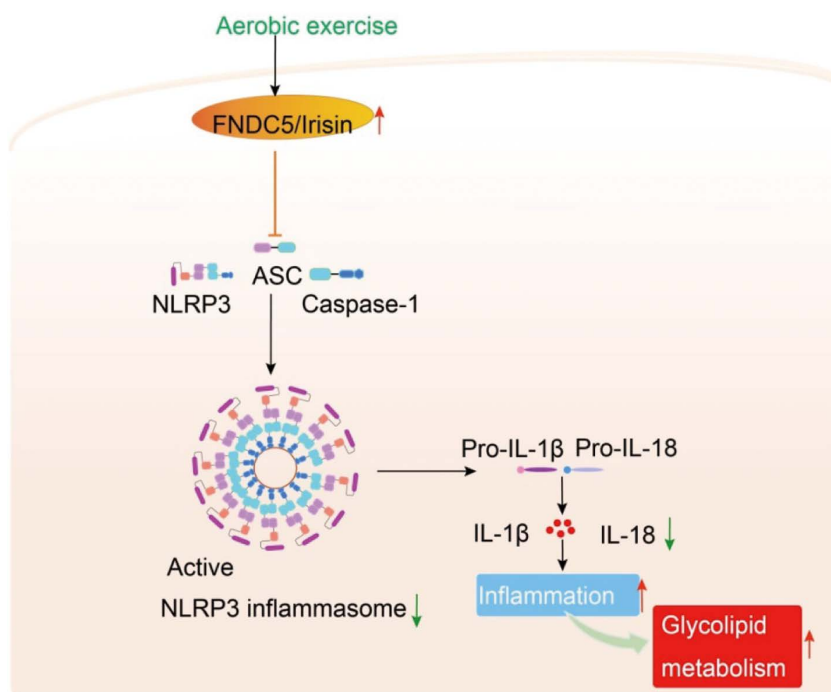 Aerobic exercise
FNDC5/Irisin
ASC
NLRP3
Caspase-1
Pro-IL-1β Pro-IL-18
IL-1β
IL-18
Active
NLRP3 inflammasome
Inflammation
Glycolipid
metabolism